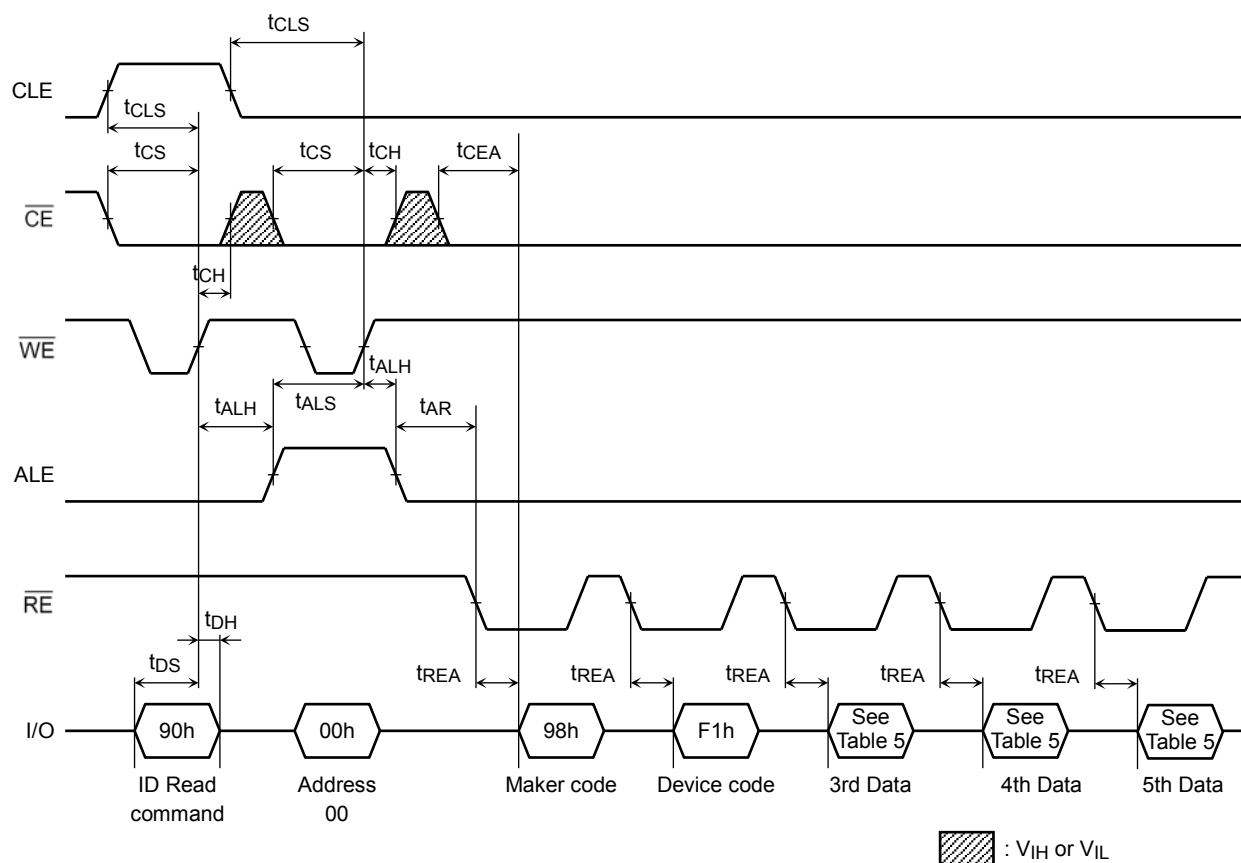 tCLS
CLE
tCLS
tCS tCS tCH tCEA
CE
tCH
WE
tALH
tALH tALS tAR
ALE
RE
tDH
tDS tREA tREA tREA tREA tREA
I/O 90h 00h 98h F1h See Table 5 See Table 5 See Table 5
ID Read command Address 00 Maker code Device code 3rd Data 4th Data 5th Data
: VIH or VIL